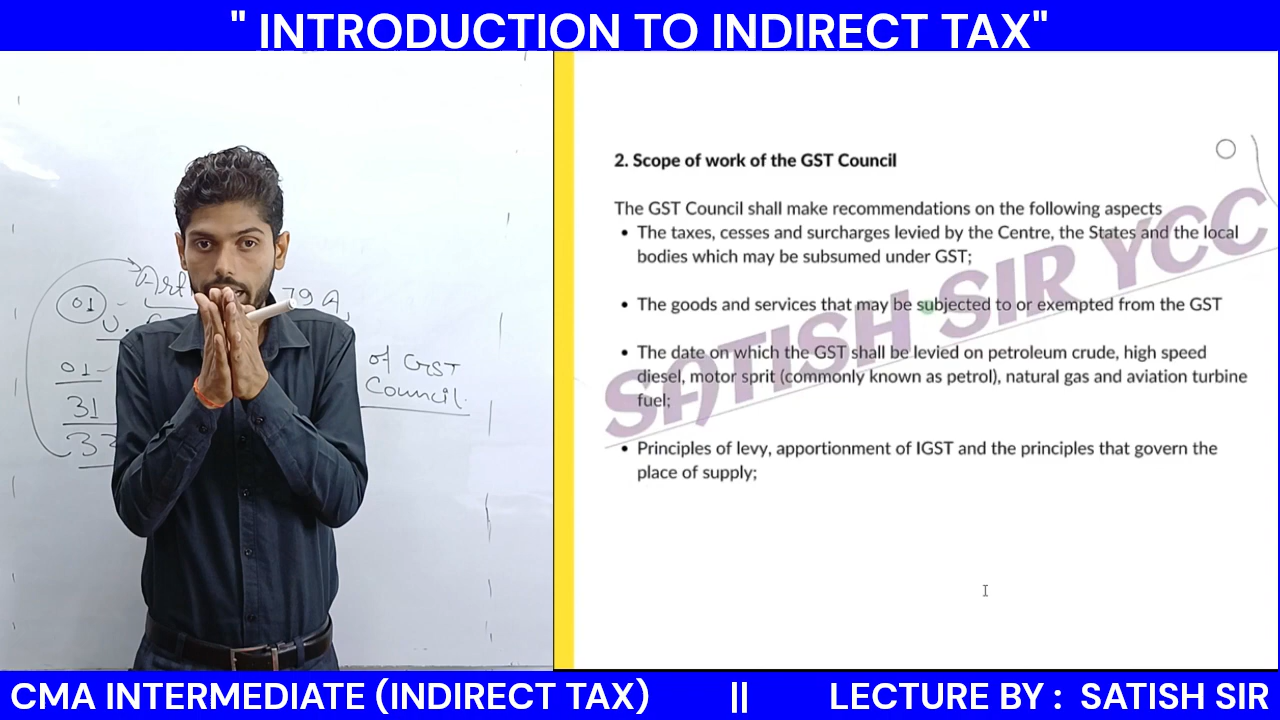 " INTRODUCTION TO INDIRECT TAX"
01
Art
79 A,
01
of GST
31
Council.
33
2. Scope of work of the GST Council
The GST Council shall make recommendations on the following aspects
• The taxes, cesses and surcharges levied by the Centre, the States and the local
bodies which may be subsumed under GST;
• The goods and services that may be subjected to or exempted from the GST
• The date on which the GST shall be levied on petroleum crude, high speed
diesel, motor sprit (commonly known as petrol), natural gas and aviation turbine
fuel;
• Principles of levy, apportionment of IGST and the principles that govern the
place of supply;
SATISH SIR YCC
CMA INTERMEDIATE (INDIRECT TAX) || LECTURE BY : SATISH SIR